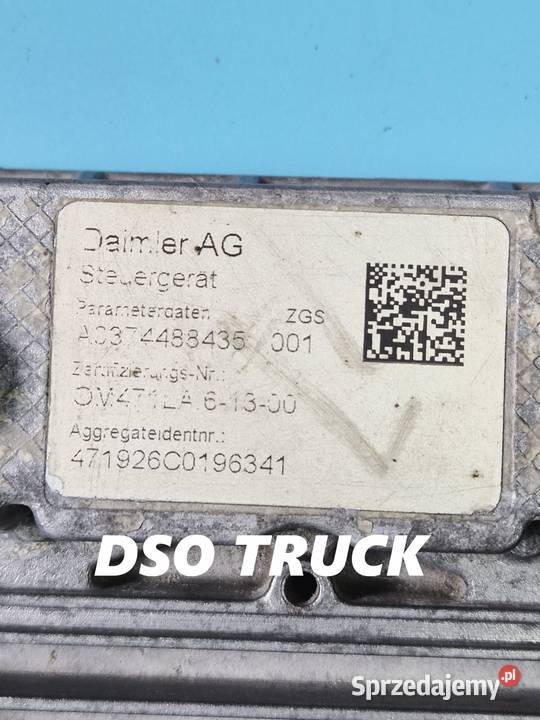 Daimler AG
Steuergerät
Parameterdaten ZGS
A0374488435 001
Zertifizierungs-Nr.:
OM471LA.6-13-00
Aggregateidentnr.:
471926C0196341
DSO TRUCK
Sprzedajemy.pl